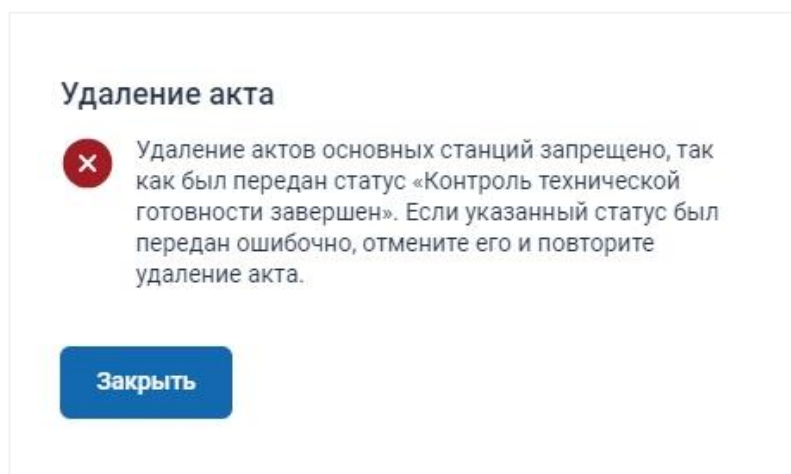 Удаление акта
Удаление актов основных станций запрещено, так
как был передан статус «Контроль технической
готовности завершен». Если указанный статус был
передан ошибочно, отмените его и повторите
удаление акта.
Закрыть